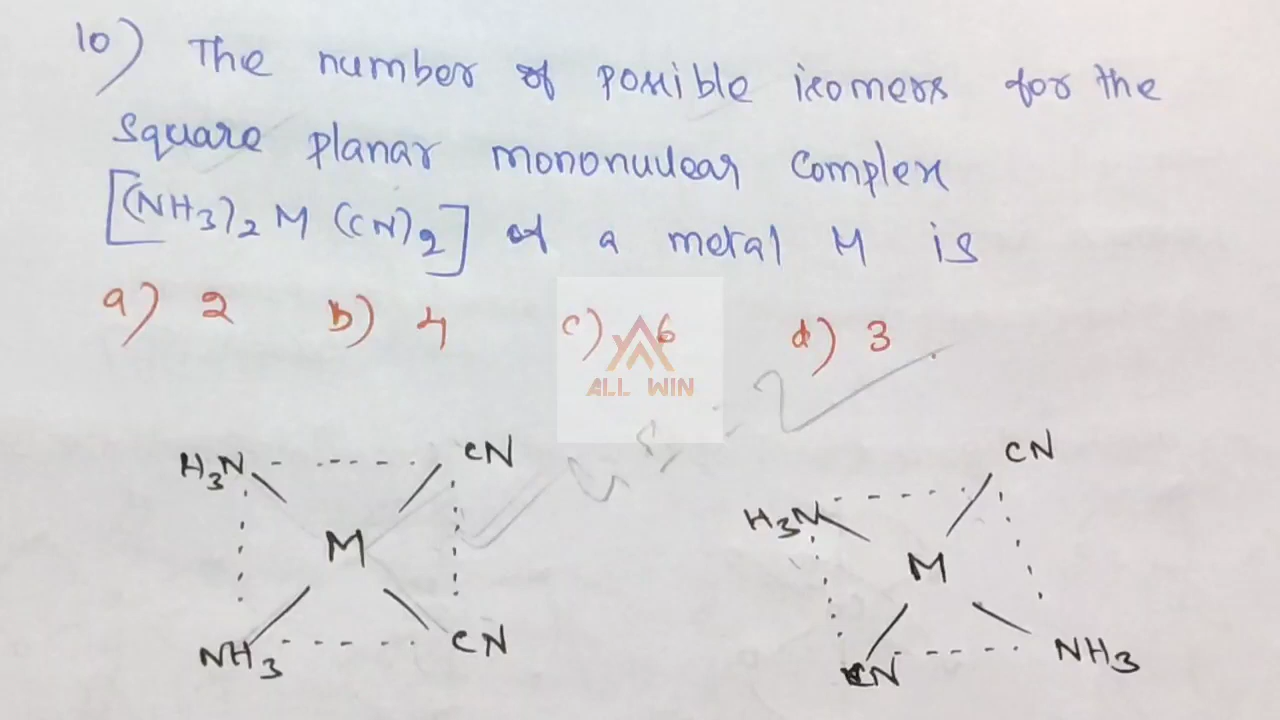 10) The number of possible isomers for the
square planar mononulear complex
[(NH3)2 M (CN)2] of a metal M is
a) 2 b) 4 c) 6 d) 3
ALL WIN
H3N CN
M
NH3 CN
CN
H3N
M
CN NH3